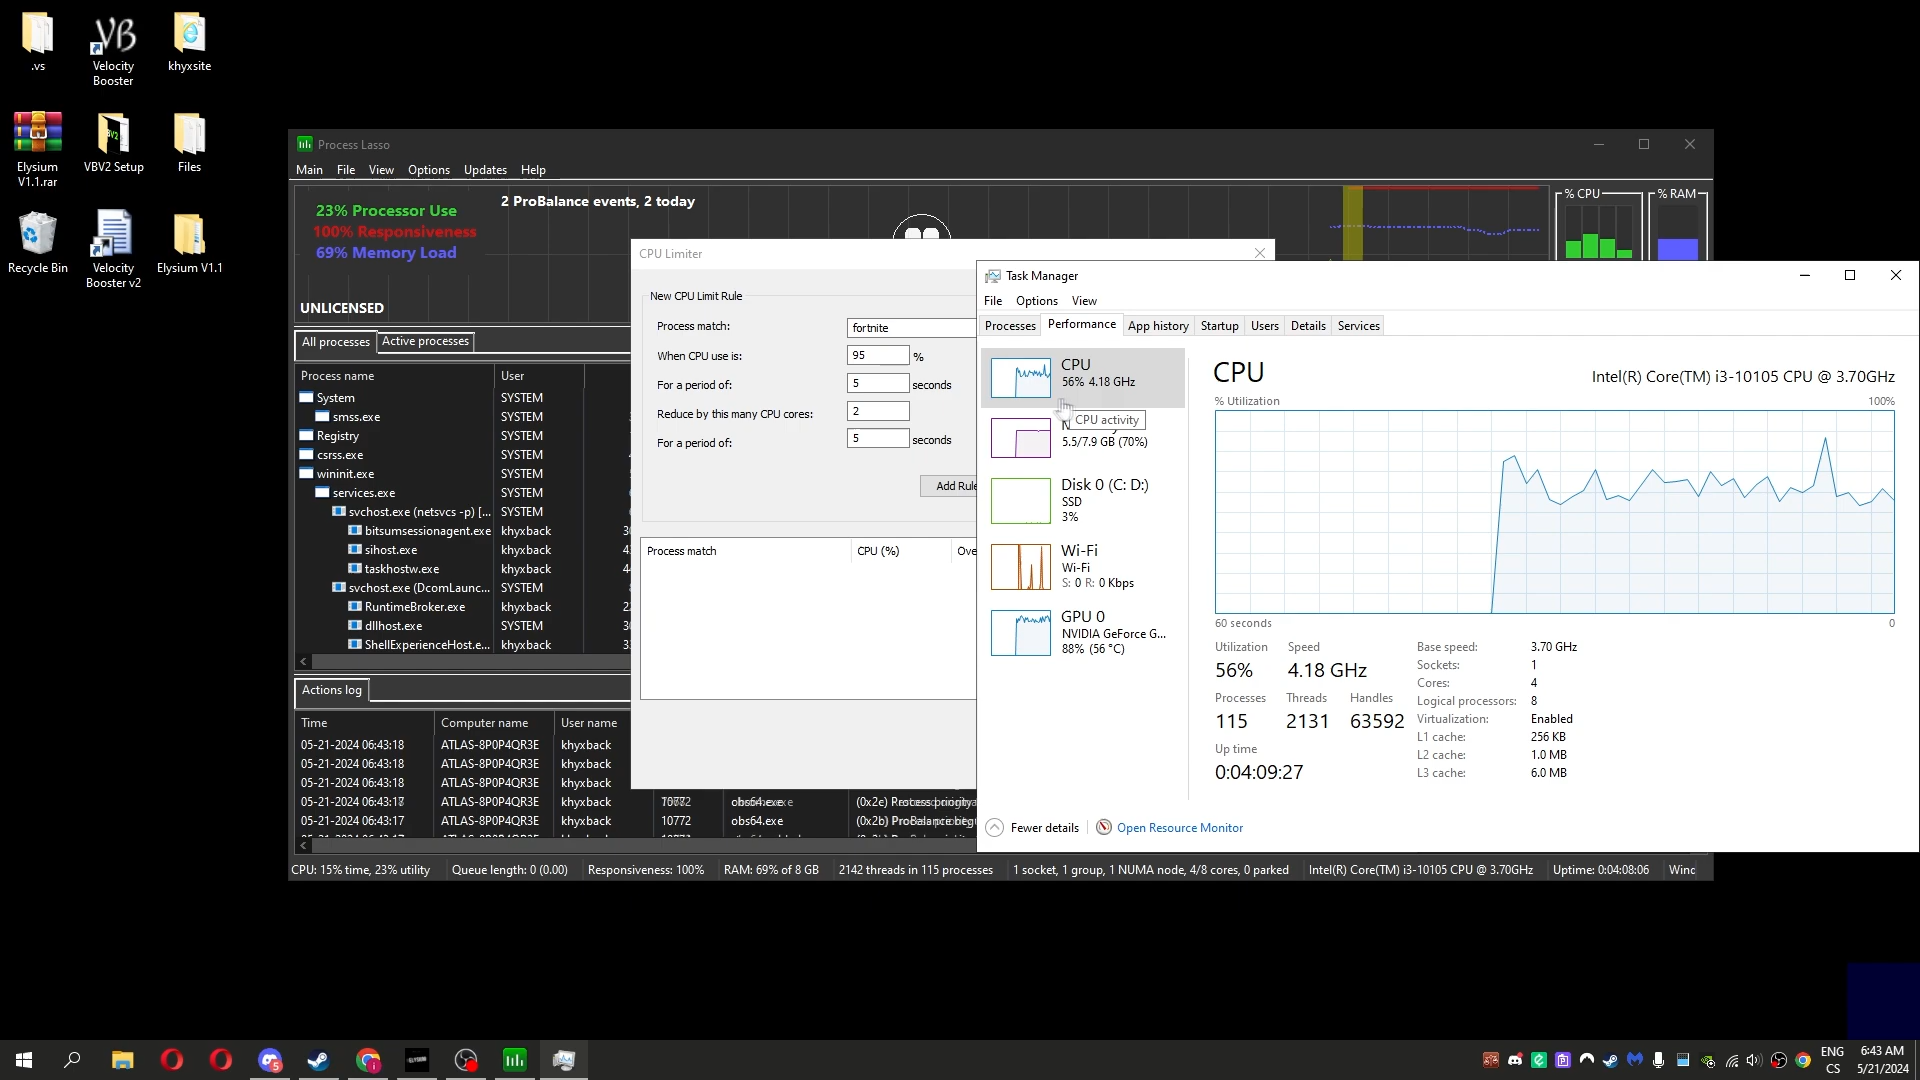 .vs
Velocity
Booster
khyxsite
Elysium
V1.1.rar
VBV2 Setup
Files
Recycle Bin
Velocity
Booster v2
Elysium V1.1
Process Lasso
Main File View Options Updates Help
23% Processor Use
100% Responsiveness
69% Memory Load
2 ProBalance events, 2 today
% CPU
% RAM
UNLICENSED
All processes Active processes
Process name User
System SYSTEM
smss.exe SYSTEM
Registry SYSTEM
csrss.exe SYSTEM
wininit.exe SYSTEM
services.exe SYSTEM
svchost.exe (netsvcs -p) [... SYSTEM
bitsumsessionagent.exe khyxback
sihost.exe khyxback
taskhostw.exe khyxback
svchost.exe (DcomLaunc... SYSTEM
RuntimeBroker.exe khyxback
dllhost.exe SYSTEM
ShellExperienceHost.e... khyxback
Actions log
Time Computer name User name
05-21-2024 06:43:18 ATLAS-8P0P4QR3E khyxback
05-21-2024 06:43:18 ATLAS-8P0P4QR3E khyxback
05-21-2024 06:43:18 ATLAS-8P0P4QR3E khyxback
05-21-2024 06:43:18 ATLAS-8P0P4QR3E khyxback
05-21-2024 06:43:17 ATLAS-8P0P4QR3E khyxback 10772 obs64.exe
CPU: 15% time, 23% utility Queue length: 0 (0.00) Responsiveness: 100% RAM: 69% of 8 GB 2142 threads in 115 processes 1 socket, 1 group, 1 NUMA node, 4/8 cores, 0 parked Intel(R) Core(TM) i3-10105 CPU @ 3.70GHz Uptime: 0:04:08:06 Winc
CPU Limiter
New CPU Limit Rule
Process match: fortnite
When CPU use is: 95 %
For a period of: 5 seconds
Reduce by this many CPU cores: 2
For a period of: 5 seconds
Add Rule
Process match CPU (%) Ove
Task Manager
File Options View
Processes Performance App history Startup Users Details Services
CPU
56% 4.18 GHz
CPU activity
5.5/7.9 GB (70%)
Disk 0 (C: D:)
SSD
3%
Wi-Fi
Wi-Fi
S: 0 R: 0 Kbps
GPU 0
NVIDIA GeForce G...
88% (56 °C)
CPU Intel(R) Core(TM) i3-10105 CPU @ 3.70GHz
% Utilization 100%
60 seconds 0
Utilization Speed
56% 4.18 GHz
Processes Threads Handles
115 2131 63592
Up time
0:04:09:27
Base speed: 3.70 GHz
Sockets: 1
Cores: 4
Logical processors: 8
Virtualization: Enabled
L1 cache: 256 KB
L2 cache: 1.0 MB
L3 cache: 6.0 MB
Fewer details Open Resource Monitor
ENG
CS
6:43 AM
5/21/2024